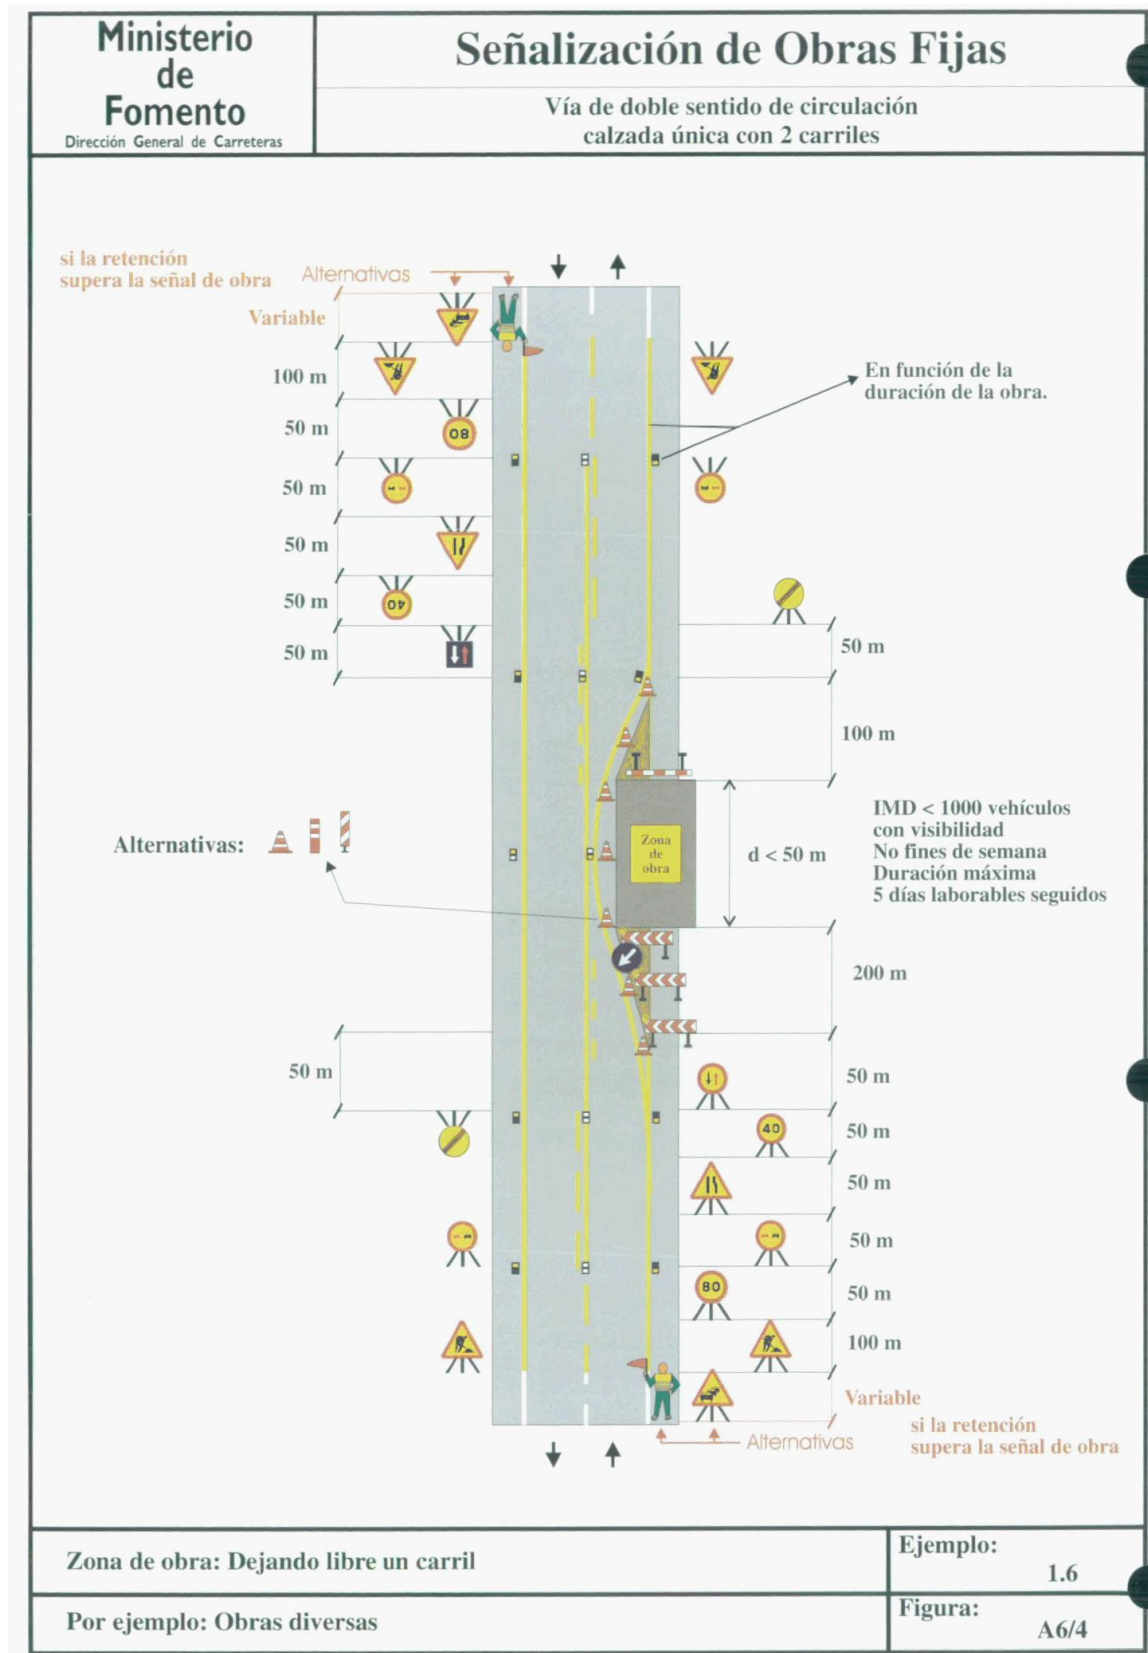 Ministerio
de
Fomento
Dirección General de Carreteras
Señalización de Obras Fijas
Vía de doble sentido de circulación
calzada única con 2 carriles
si la retención
supera la señal de obra
Alternativas
Variable
100 m
50 m
80
50 m
50 m
50 m
40
50 m
En función de la
duración de la obra.
50 m
100 m
Alternativas:
Zona
de
obra
d < 50 m
IMD < 1000 vehículos
con visibilidad
No fines de semana
Duración máxima
5 días laborables seguidos
200 m
50 m
50 m
40
50 m
50 m
50 m
80
50 m
100 m
Variable
Alternativas
si la retención
supera la señal de obra
Zona de obra: Dejando libre un carril
Ejemplo:
1.6
Por ejemplo: Obras diversas
Figura:
A6/4